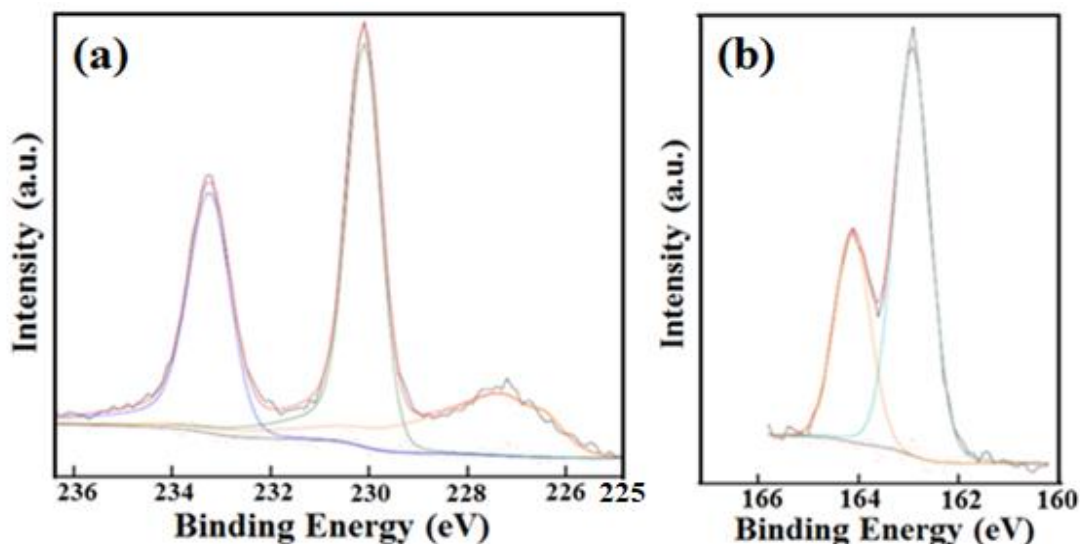 (a)
Intensity (a.u.)
236 234 232 230 228 226 225
Binding Energy (eV)
(b)
Intensity (a.u.)
166 164 162 160
Binding Energy (eV)